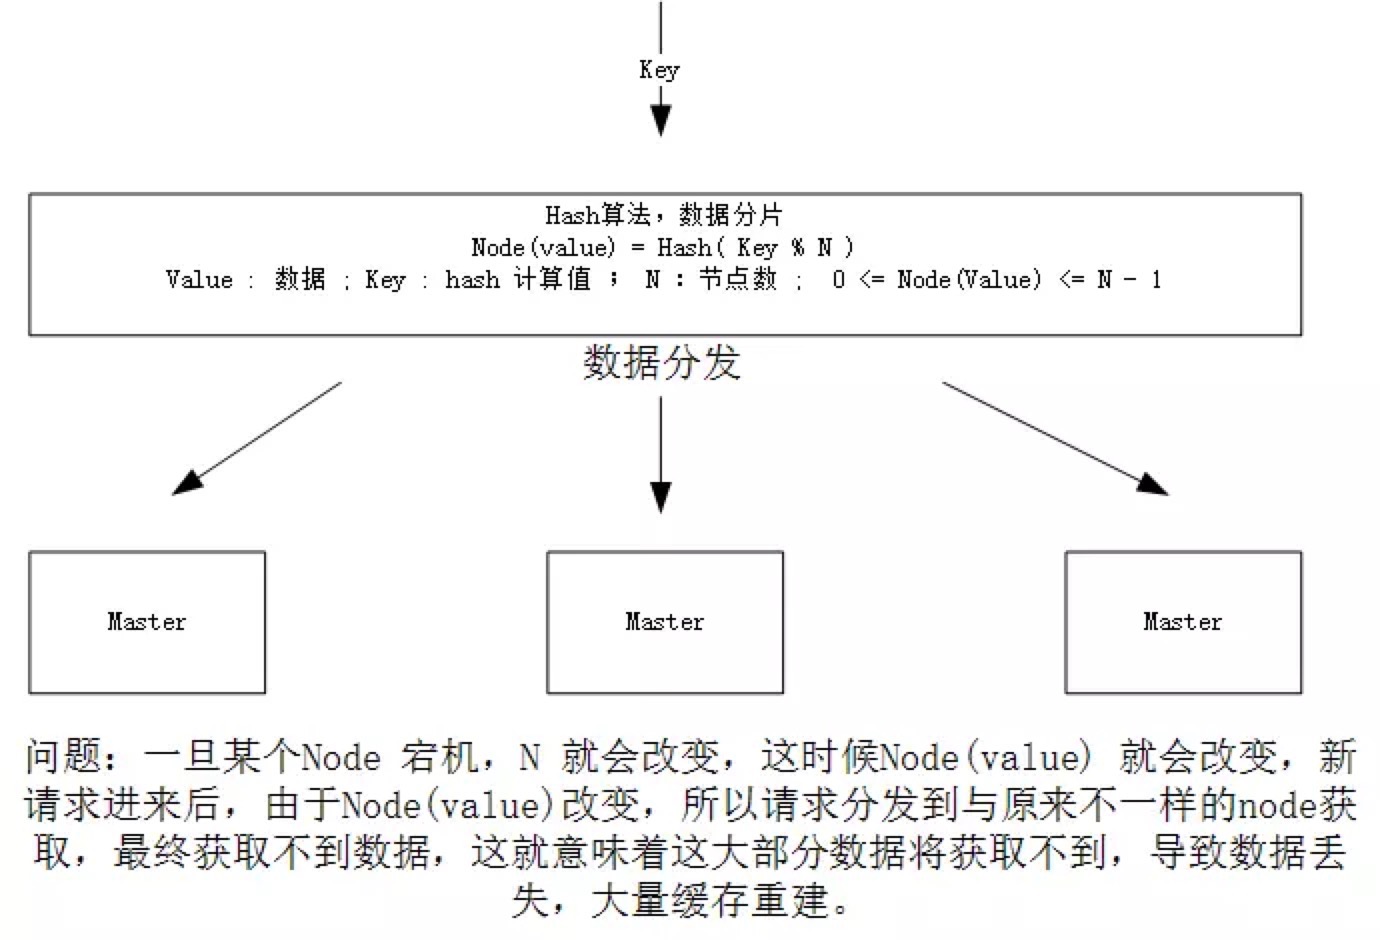 Key
Hash算法，数据分片
Node(value) = Hash( Key % N )
Value : 数据 ; Key : hash 计算值 ; N : 节点数 ; 0 <= Node(Value) <= N - 1
数据分发
Master
Master
Master
问题：一旦某个Node 宕机，N 就会改变，这时候Node(value) 就会改变，新
请求进来后，由于Node(value)改变，所以请求分发到与原来不一样的node获
取，最终获取不到数据，这就意味着这大部分数据将获取不到，导致数据丢
失，大量缓存重建。